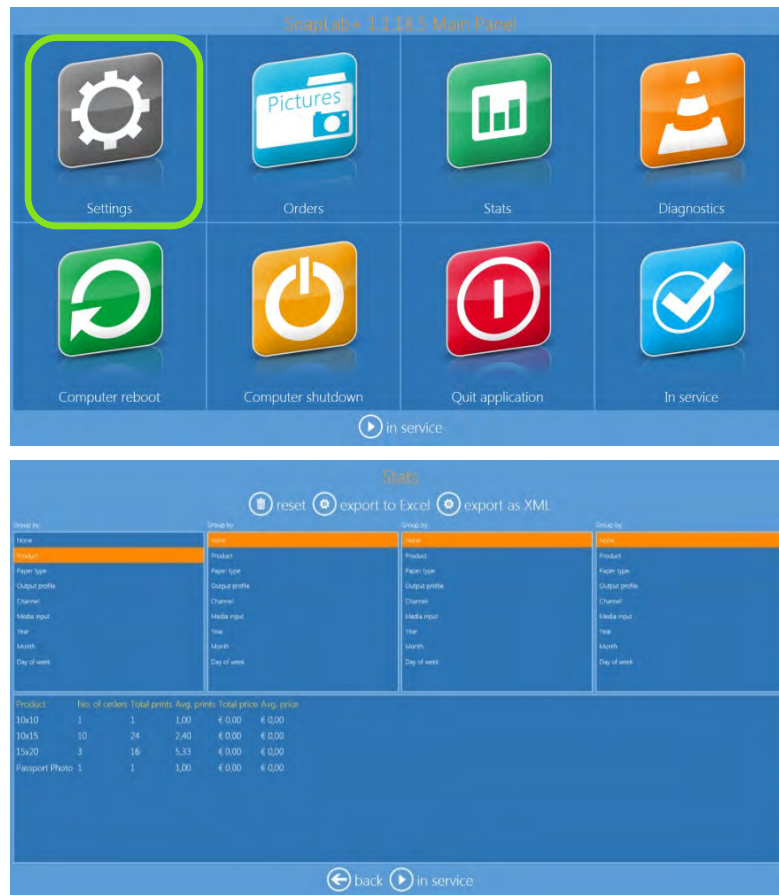 SnapLab+ 1.1.18.5 Main Panel
Pictures
Settings Orders Stats Diagnostics
Computer reboot Computer shutdown Quit application In service
in service
Stats
reset export to Excel export as XML
Group by: Group by: Group by: Group by:
None None None None
Product Product Product Product
Paper type Paper type Paper type Paper type
Output profile Output profile Output profile Output profile
Channel Channel Channel Channel
Media input Media input Media input Media input
Year Year Year Year
Month Month Month Month
Day of week Day of week Day of week Day of week
Product No. of orders Total prints Avg. prints Total price Avg. price
10x10 1 1 1,00 € 0,00 € 0,00
10x15 10 24 2,40 € 0,00 € 0,00
15x20 3 16 5,33 € 0,00 € 0,00
Passport Photo 1 1 1,00 € 0,00 € 0,00
back in service